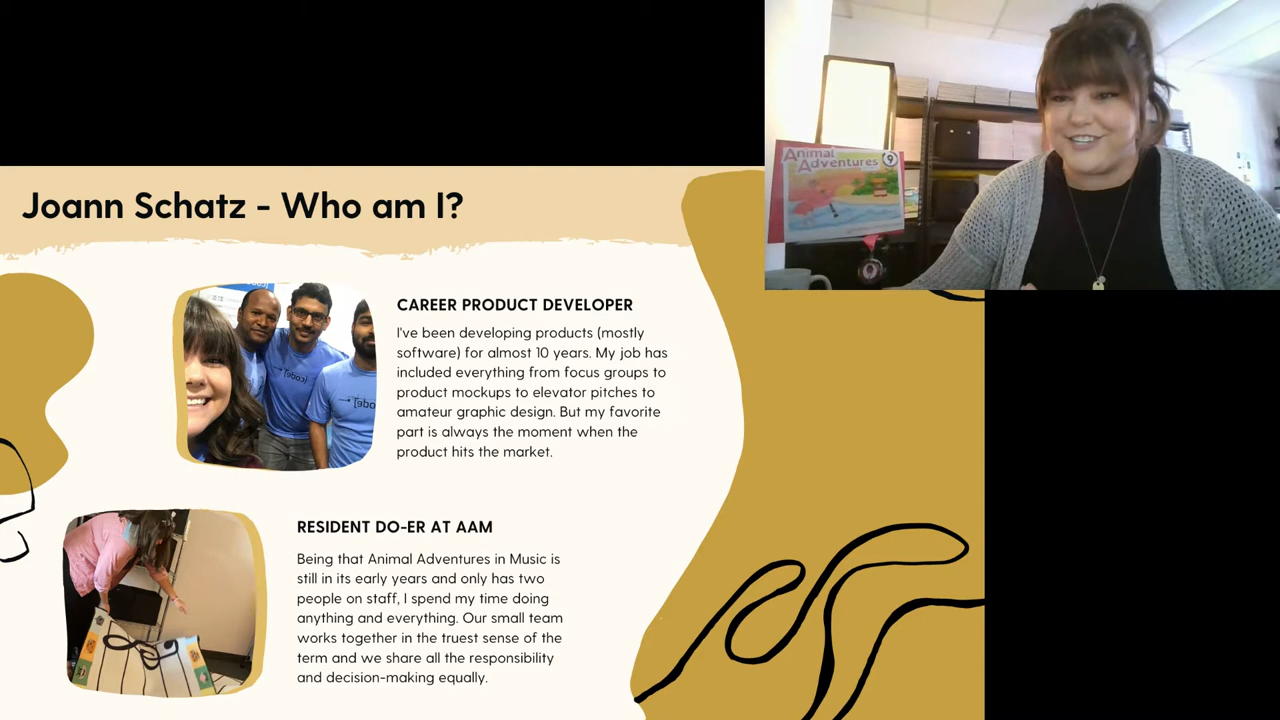 Joann Schatz - Who am I?
Animal
Adventures
9
CAREER PRODUCT DEVELOPER
I've been developing products (mostly
software) for almost 10 years. My job has
included everything from focus groups to
product mockups to elevator pitches to
amateur graphic design. But my favorite
part is always the moment when the
product hits the market.
RESIDENT DO-ER AT AAM
Being that Animal Adventures in Music is
still in its early years and only has two
people on staff, I spend my time doing
anything and everything. Our small team
works together in the truest sense of the
term and we share all the responsibility
and decision-making equally.